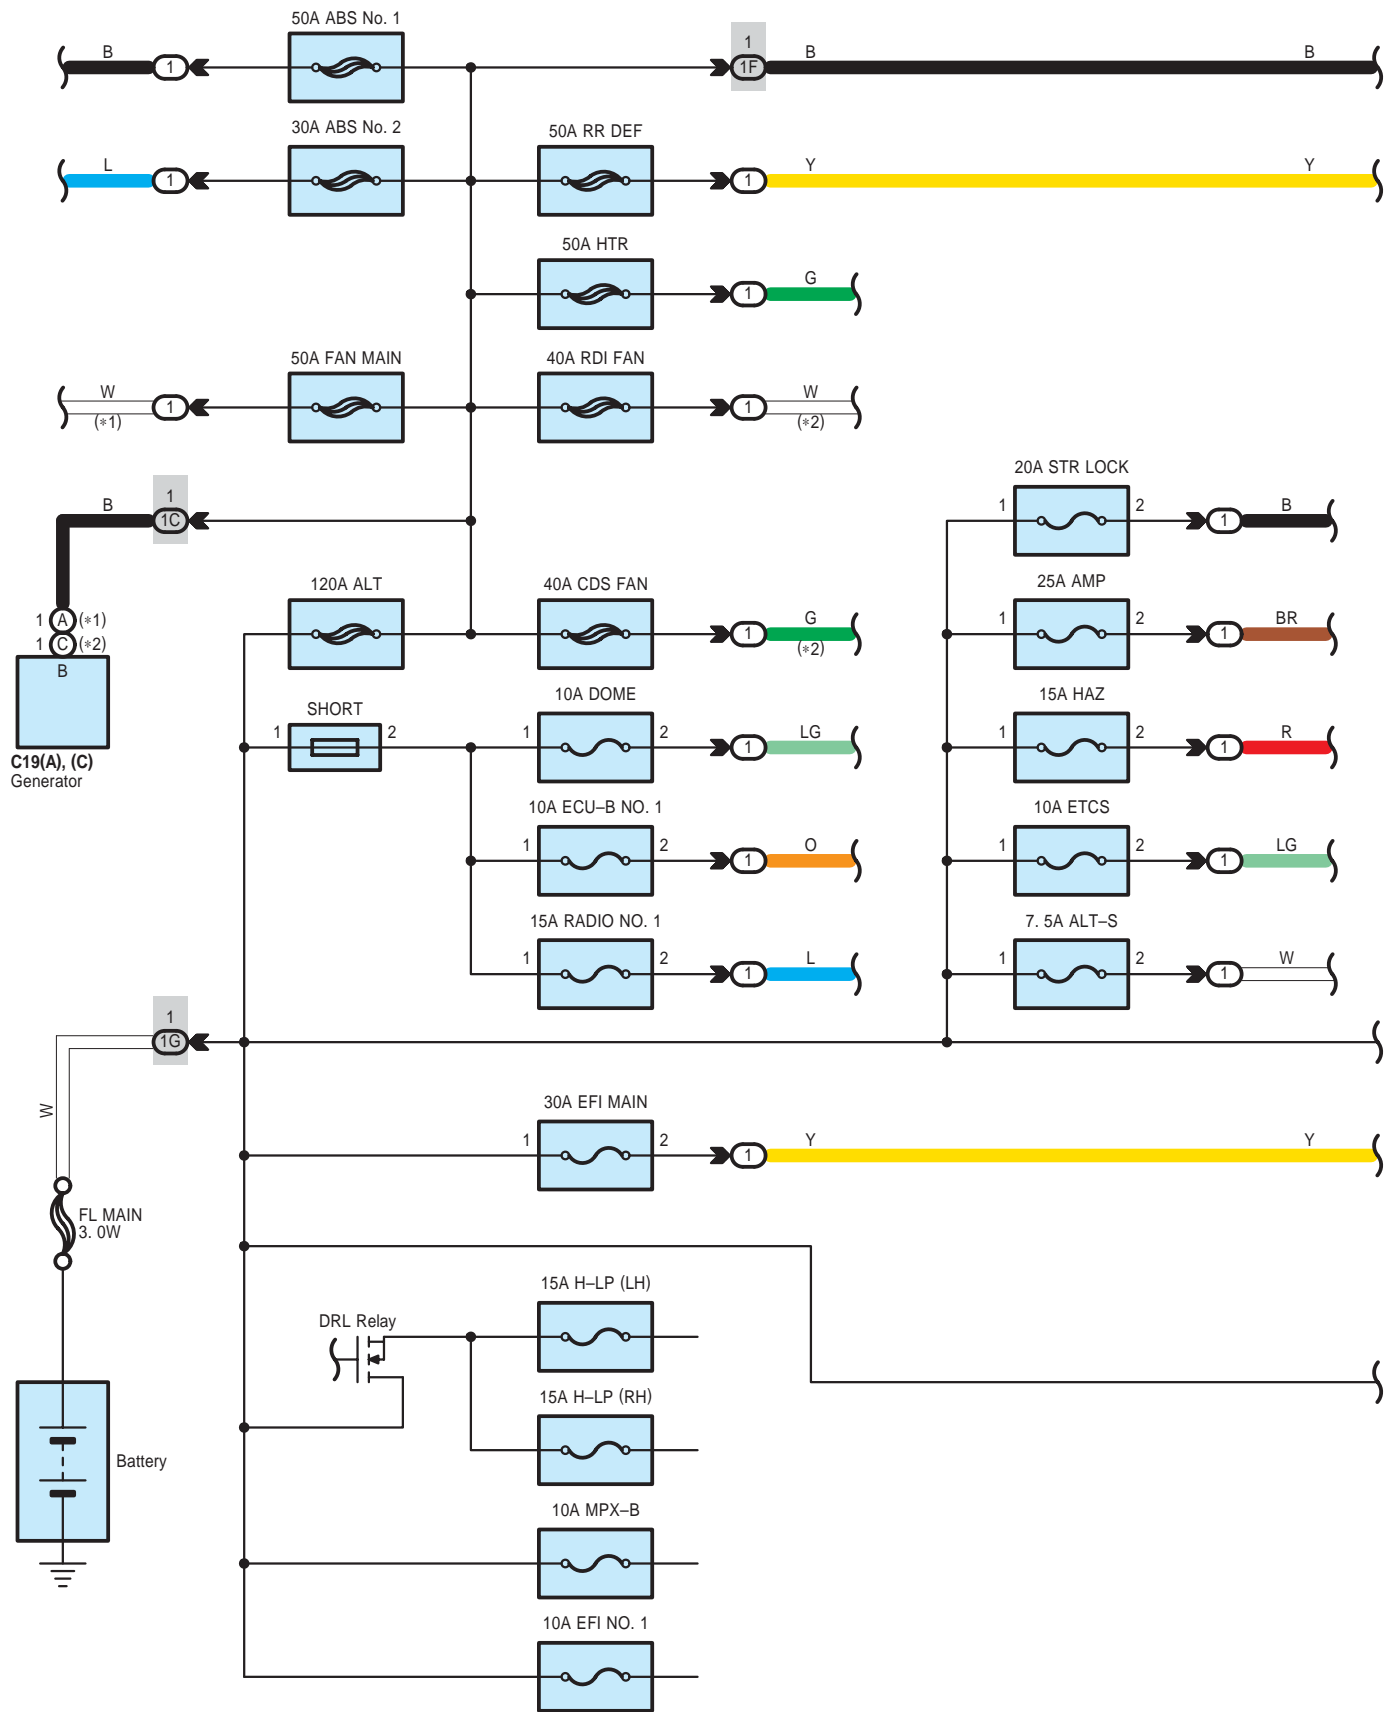 50A ABS No. 1
B
1
1
1F
B
B
30A ABS No. 2
L
1
50A RR DEF
1
Y
Y
50A HTR
1
G
50A FAN MAIN
W
(*1)
1
40A RDI FAN
1
W
(*2)
B
1
1C
1 A (*1)
1 C (*2)
B
C19(A), (C)
Generator
120A ALT
40A CDS FAN
1
G
(*2)
SHORT
1
2
10A DOME
1
2
1
LG
10A ECU–B NO. 1
1
2
1
O
15A RADIO NO. 1
1
2
1
L
20A STR LOCK
1
2
1
B
25A AMP
1
2
1
BR
15A HAZ
1
2
1
R
10A ETCS
1
2
1
LG
7. 5A ALT–S
1
2
1
W
1
1G
W
FL MAIN
3. 0W
Battery
30A EFI MAIN
1
2
1
Y
Y
DRL Relay
15A H–LP (LH)
15A H–LP (RH)
10A MPX–B
10A EFI NO. 1